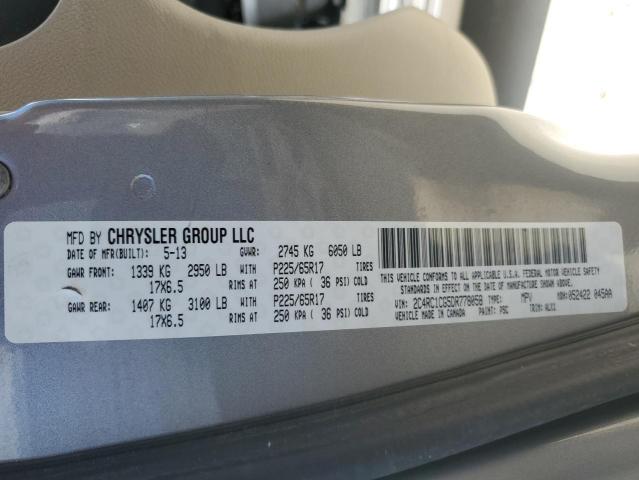 MFD BY CHRYSLER GROUP LLC
DATE OF MFR(BUILT): 5-13 GVWR: 2745 KG 6050 LB
GAWR FRONT: 1339 KG 2950 LB WITH P225/65R17 TIRES
17X6.5 RIMS AT 250 KPA ( 36 PSI) COLD
GAWR REAR: 1407 KG 3100 LB WITH P225/65R17 TIRES
17X6.5 RIMS AT 250 KPA ( 36 PSI) COLD
THIS VEHICLE CONFORMS TO ALL APPLICABLE U.S.A. FEDERAL MOTOR VEHICLE SAFETY
STANDARDS IN EFFECT ON THE DATE OF MANUFACTURE SHOWN ABOVE.
VIN: 2C4RC1CG5DR778058 TYPE: MPV MDH: 052422 045AA
VEHICLE MADE IN CANADA PAINT: PSC TRIM: